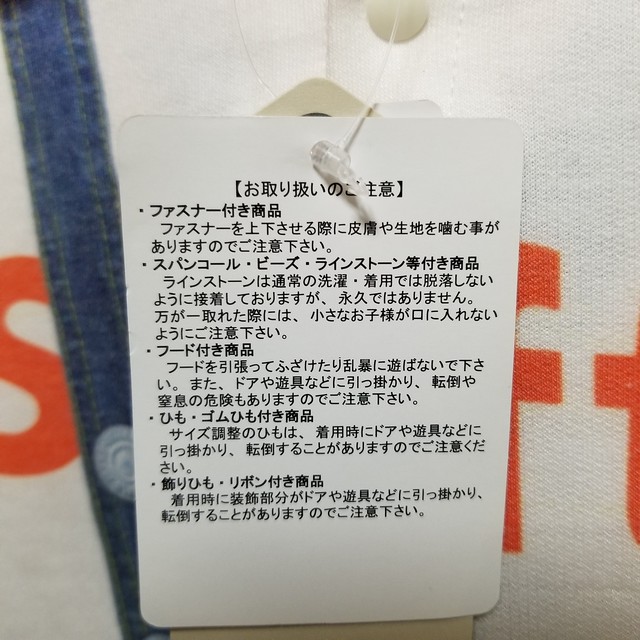 【お取り扱いのご注意】
・ファスナー付き商品
ファスナーを上下させる際に皮膚や生地を噛む事が
ありますのでご注意下さい。
・スパンコール・ビーズ・ラインストーン等付き商品
ラインストーンは通常の洗濯・着用では脱落しない
ように接着しておりますが、永久ではありません。
万が一取れた際には、小さなお子様が口に入れない
ようにご注意下さい。
・フード付き商品
フードを引張ってふざけたり乱暴に遊ばないで下さ
い。また、ドアや遊具などに引っ掛かり、転倒や
窒息の危険もありますのでご注意下さい。
・ひも・ゴムひも付き商品
サイズ調整のひもは、着用時にドアや遊具などに
引っ掛かり、転倒することがありますのでご注意くだ
さい。
・飾りひも・リボン付き商品
着用時に装飾部分がドアや遊具などに引っ掛かり、
転倒することがありますのでご注意下さい。
s
ft